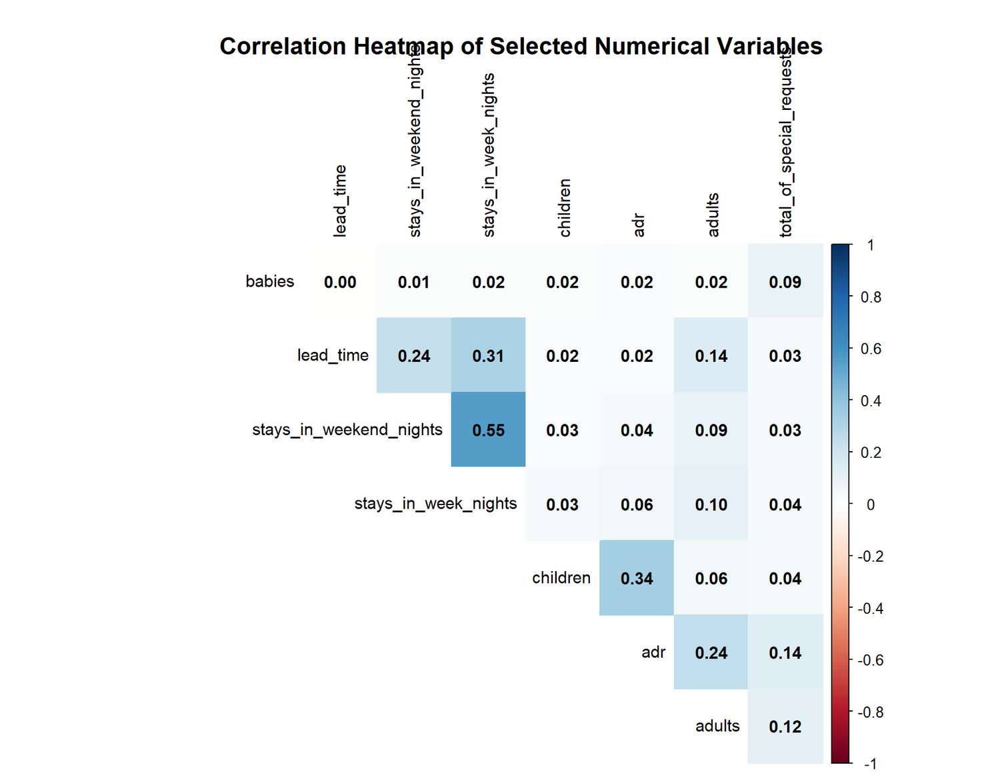 Correlation Heatmap of Selected Numerical Variables
lead_time
stays_in_weekend_nights
stays_in_week_nights
children
adr
adults
total_of_special_requests
babies 0.00 0.01 0.02 0.02 0.02 0.02 0.09
lead_time 0.24 0.31 0.02 0.02 0.14 0.03
stays_in_weekend_nights 0.55 0.03 0.04 0.09 0.03
stays_in_week_nights 0.03 0.06 0.10 0.04
children 0.34 0.06 0.04
adr 0.24 0.14
adults 0.12
1
0.8
0.6
0.4
0.2
0
-0.2
-0.4
-0.6
-0.8
-1